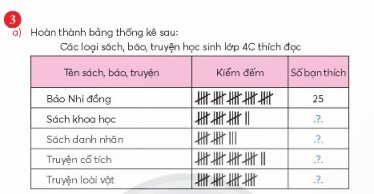 3
a) Hoàn thành bảng thống kê sau:
Các loại sách, báo, truyện học sinh lớp 4C thích đọc
Tên sách, báo, truyện Kiểm đếm Số bạn thích
Báo Nhi đồng 25
Sách khoa học .?.
Sách danh nhân .?.
Truyện cổ tích .?.
Truyện loài vật .?.